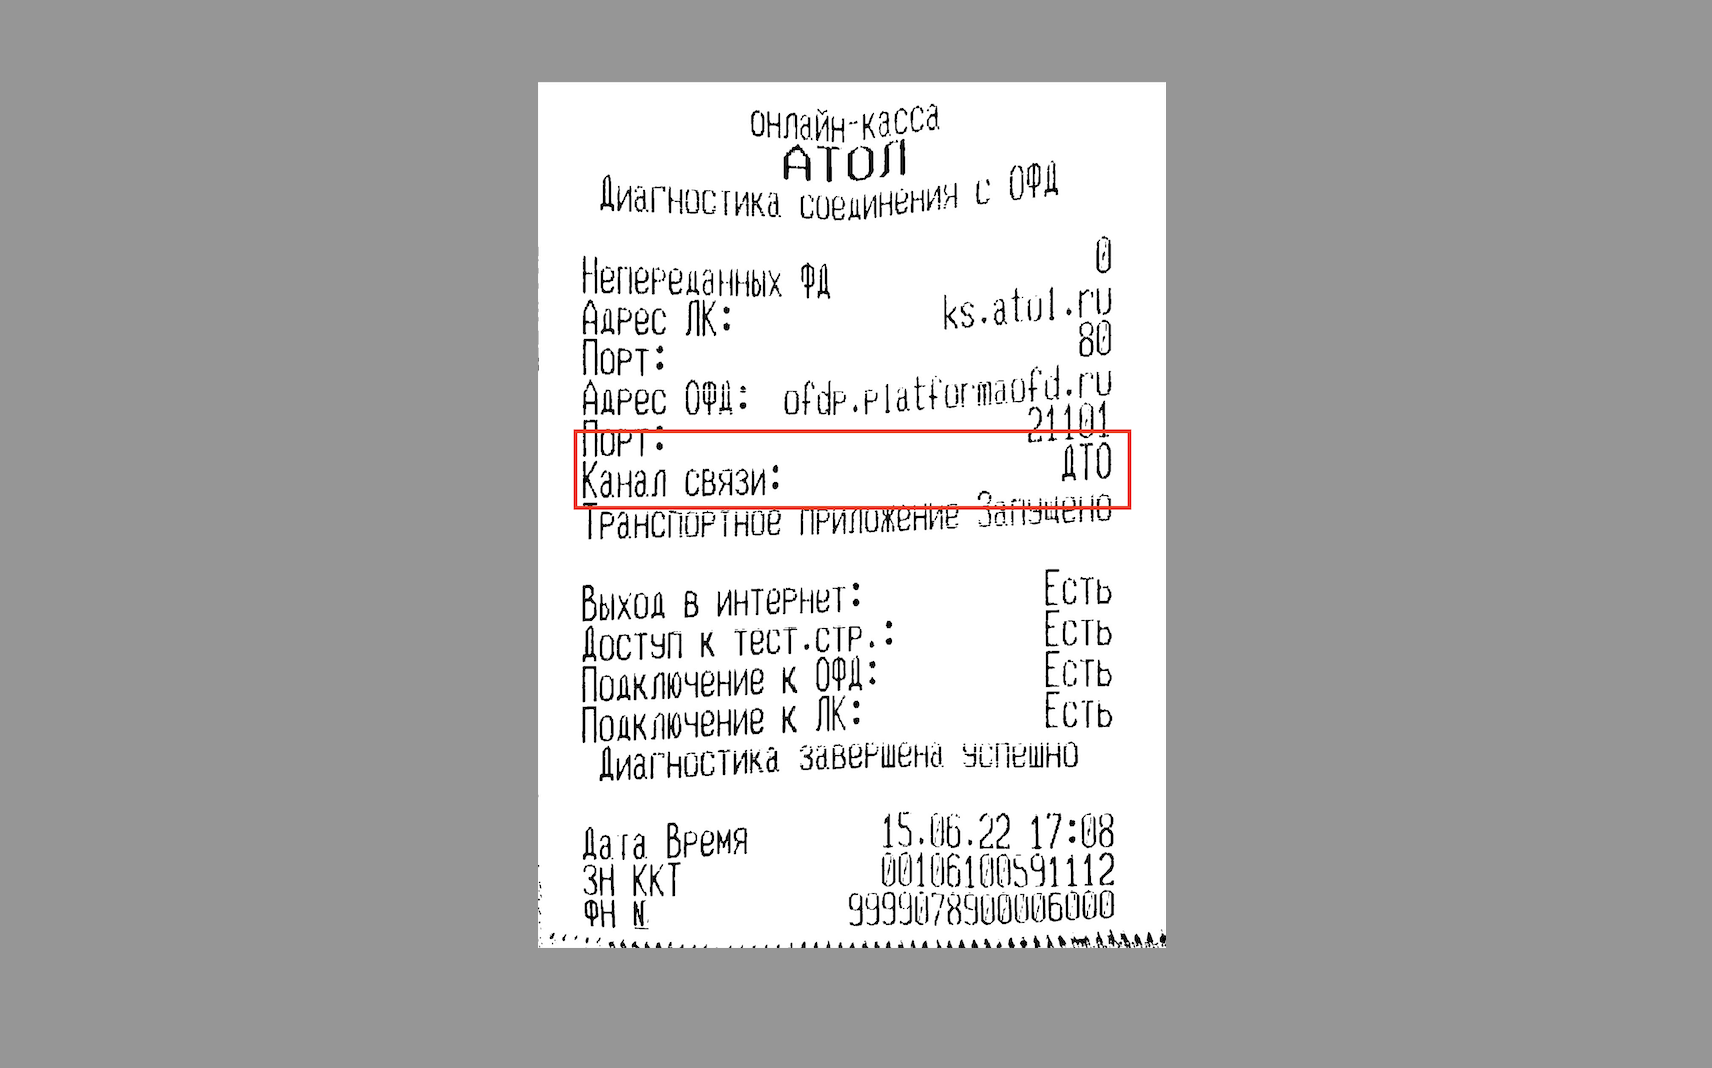 онлайн-касса
АТОЛ
Диагностика соединения с ОФД
Непереданных ФД 0
Адрес ЛК: ks.atol.ru
Порт: 80
Адрес ОФД: ofdp.platformaofd.ru
Порт: 21101
Канал связи: ДТО
Транспортное приложение Запущено
Выход в интернет: Есть
Доступ к тест.стр.: Есть
Подключение к ОФД: Есть
Подключение к ЛК: Есть
Диагностика завершена успешно
Дата Время 15.06.22 17:08
ЗН ККТ 00106100591112
ФН № 9999078900006000